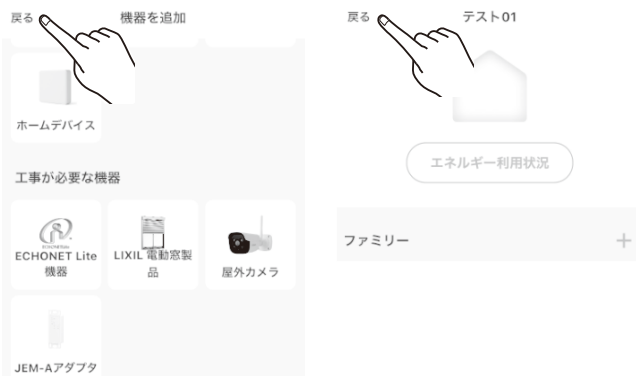 戻る
機器を追加
ホームデバイス
工事が必要な機器
ECHONET Lite
機器
LIXIL 電動窓製
品
屋外カメラ
JEM-Aアダプタ
戻る
テスト01
エネルギー利用状況
ファミリー